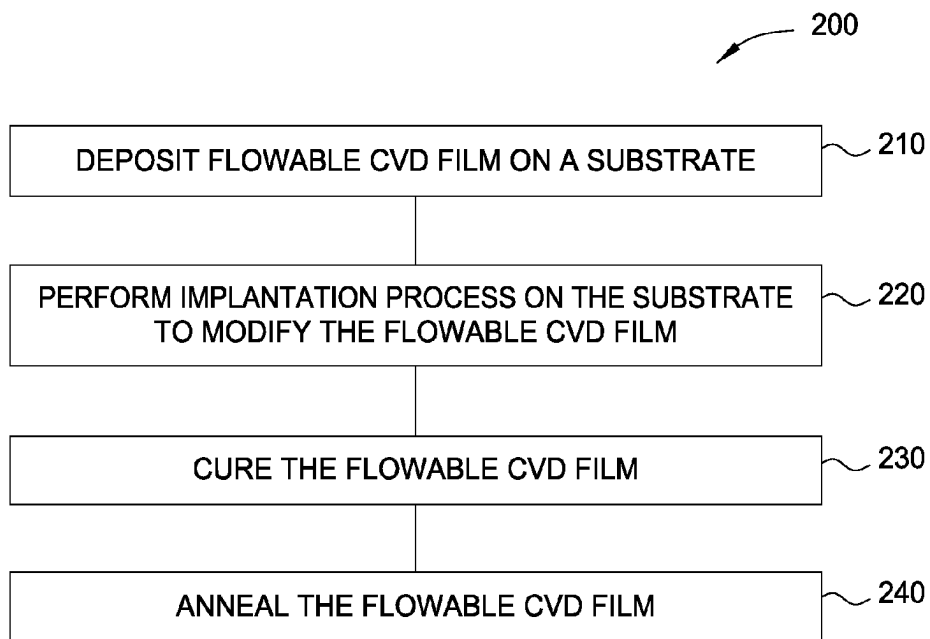 200
DEPOSIT FLOWABLE CVD FILM ON A SUBSTRATE
210
PERFORM IMPLANTATION PROCESS ON THE SUBSTRATE
TO MODIFY THE FLOWABLE CVD FILM
220
CURE THE FLOWABLE CVD FILM
230
ANNEAL THE FLOWABLE CVD FILM
240